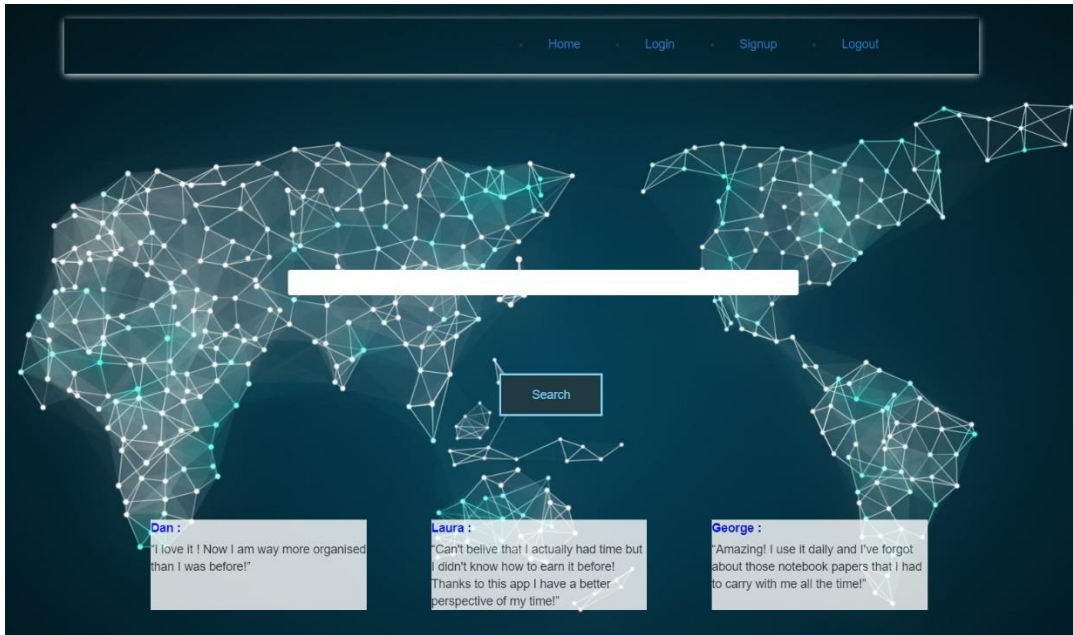 Home Login Signup Logout
Search
Dan :
"I love it ! Now I am way more organised
than I was before!"
Laura :
"Can't belive that I actually had time but
I didn't know how to earn it before!
Thanks to this app I have a better
perspective of my time!"
George :
"Amazing! I use it daily and I've forgot
about those notebook papers that I had
to carry with me all the time!"